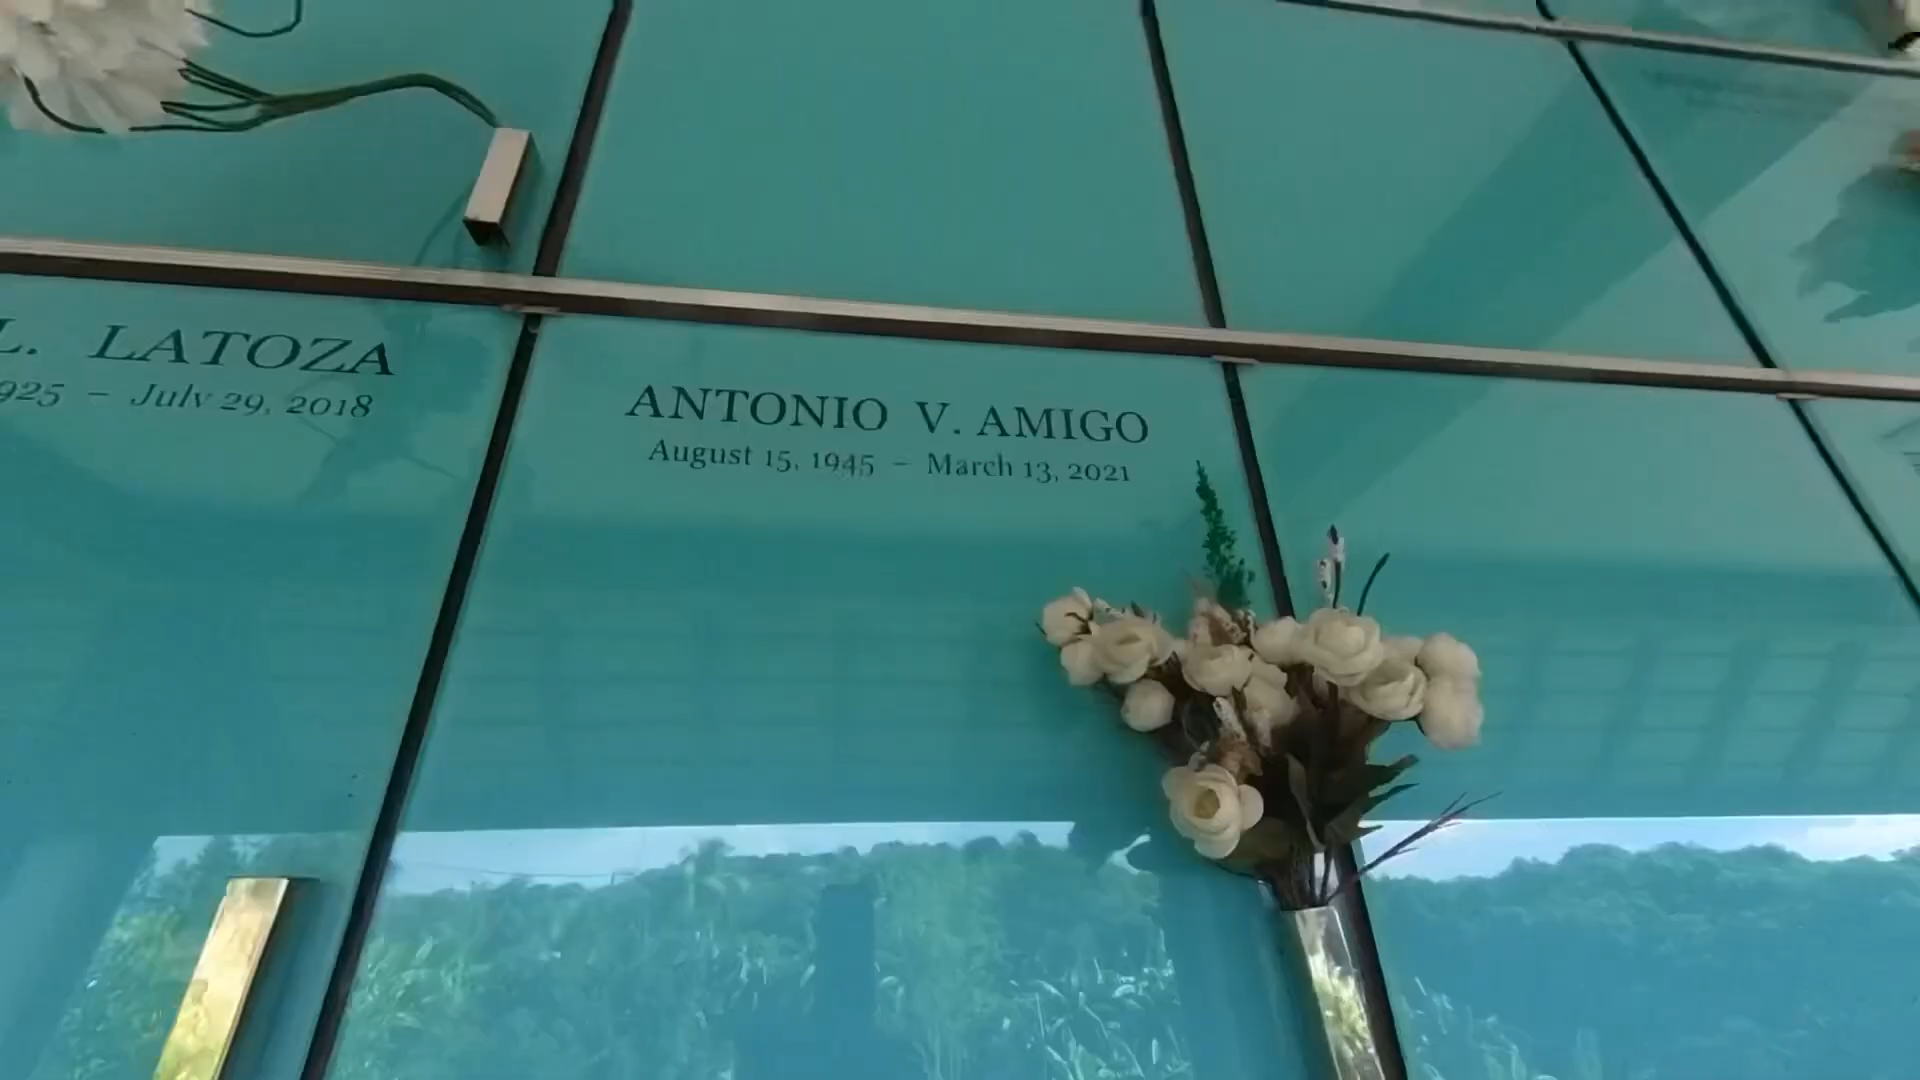 L. LATOZA
925 – July 29, 2018
ANTONIO V. AMIGO
August 15, 1945 – March 13, 2021